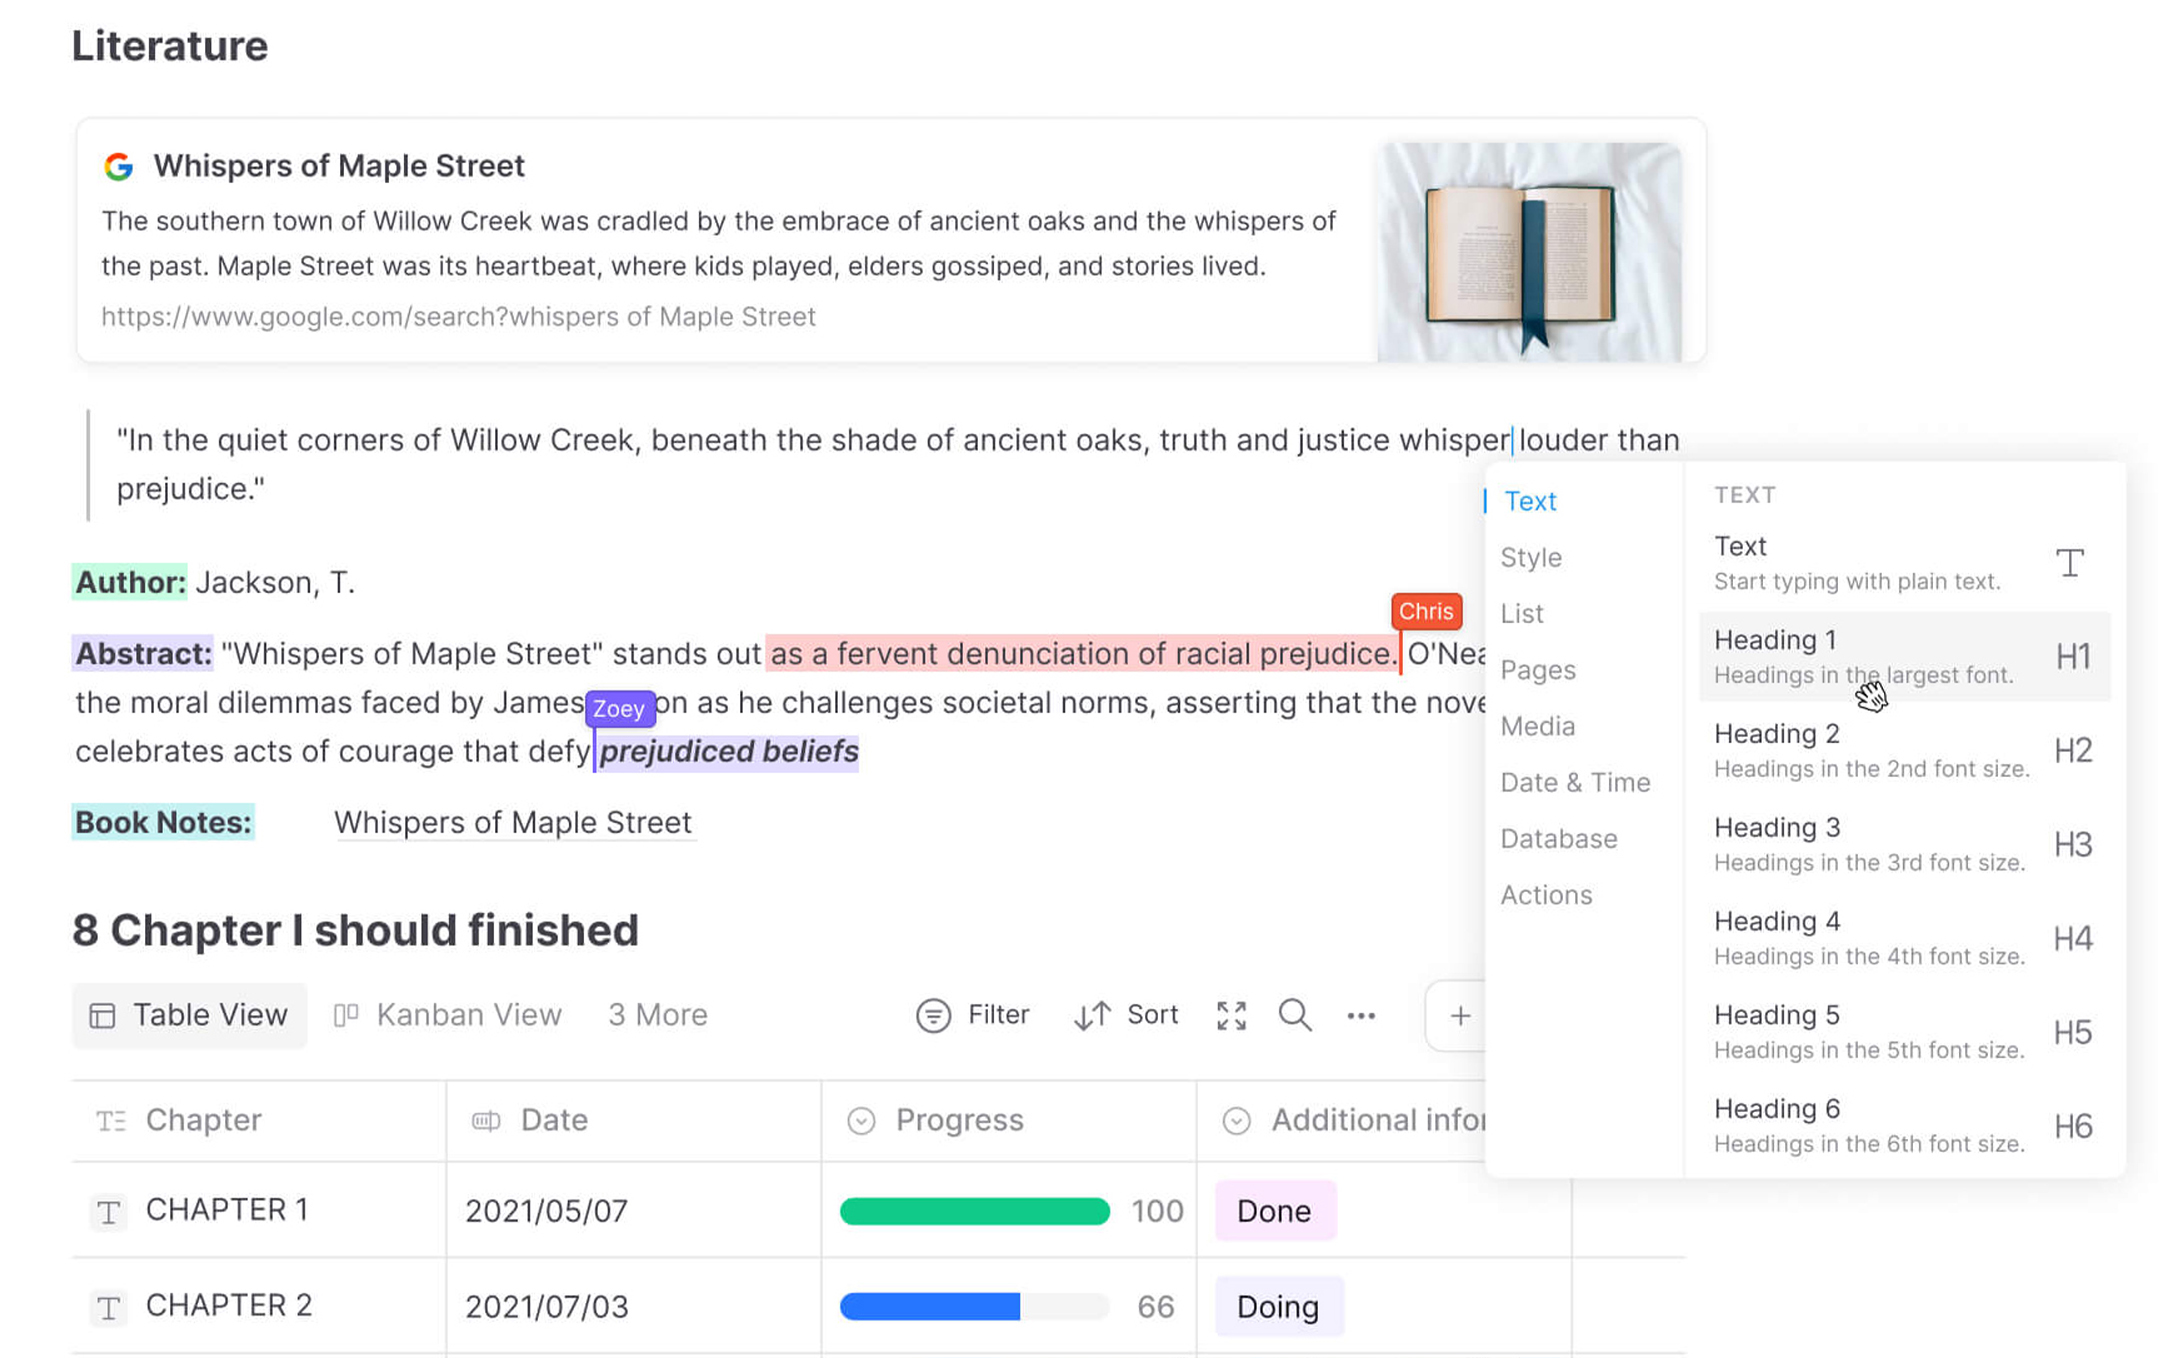 Literature
Whispers of Maple Street
The southern town of Willow Creek was cradled by the embrace of ancient oaks and the whispers of
the past. Maple Street was its heartbeat, where kids played, elders gossiped, and stories lived.
https://www.google.com/search?whispers of Maple Street
"In the quiet corners of Willow Creek, beneath the shade of ancient oaks, truth and justice whisper louder than
prejudice."
Author: Jackson, T.
Chris
Abstract: "Whispers of Maple Street" stands out as a fervent denunciation of racial prejudice. O'Nea
the moral dilemmas faced by James on as he challenges societal norms, asserting that the nove
Zoey
celebrates acts of courage that defy prejudiced beliefs
Book Notes: Whispers of Maple Street
8 Chapter I should finished
Table View Kanban View 3 More Filter Sort
Chapter Date Progress Additional infor
CHAPTER 1 2021/05/07 100 Done
CHAPTER 2 2021/07/03 66 Doing
Text
Style
List
Pages
Media
Date & Time
Database
Actions
TEXT
Text
Start typing with plain text.
T
Heading 1
Headings in the largest font.
H1
Heading 2
Headings in the 2nd font size.
H2
Heading 3
Headings in the 3rd font size.
H3
Heading 4
Headings in the 4th font size.
H4
Heading 5
Headings in the 5th font size.
H5
Heading 6
Headings in the 6th font size.
H6